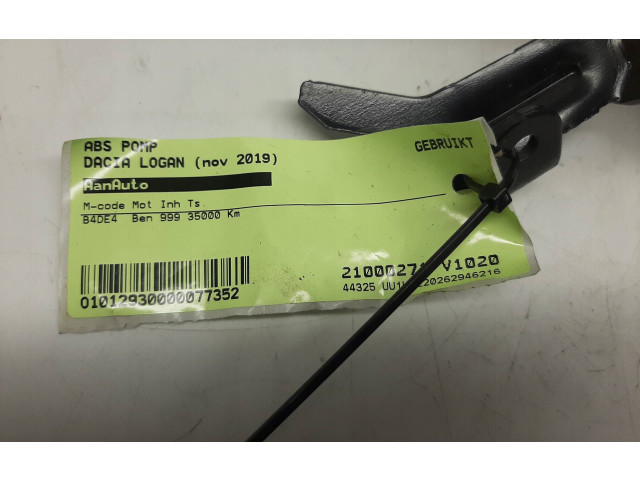 ABS POMP
GEBRUIKT
DACIA LOGAN (nov 2019)
AanAuto
M-code Mot Inh Ts
B4DE4 Ben 999 35000 Km
01012930000077352
V1020
44325